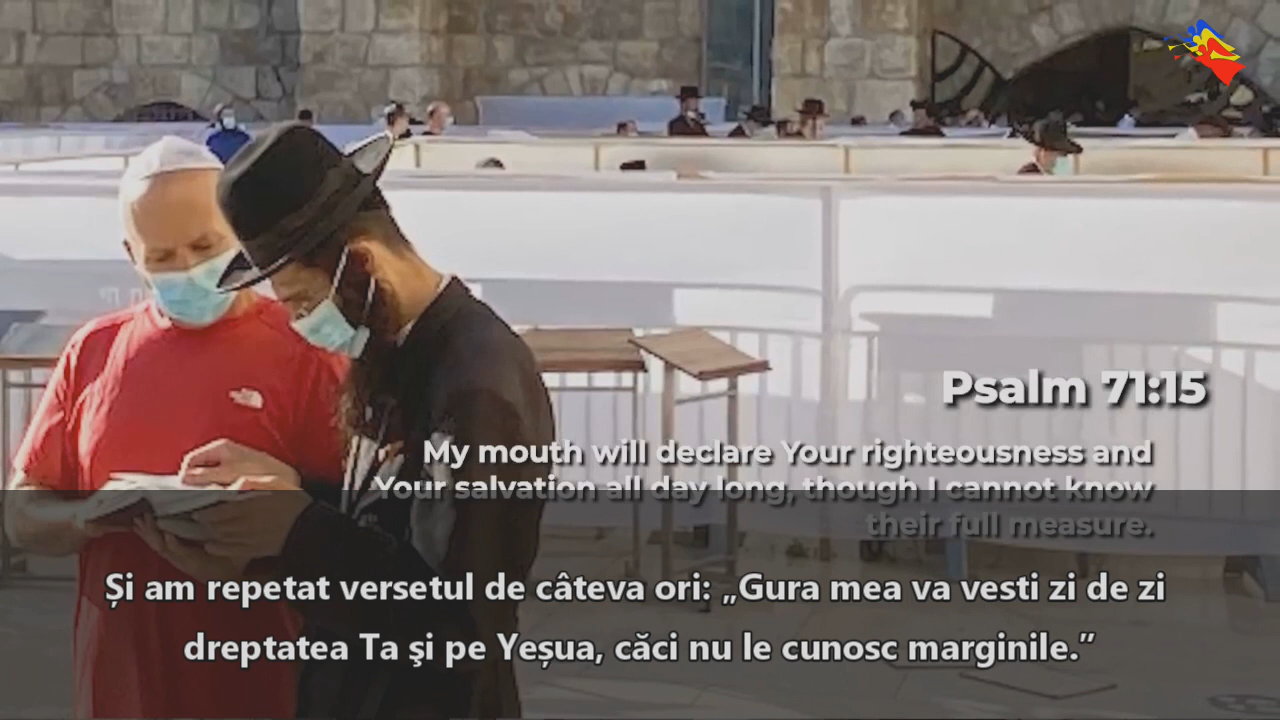 Psalm 71:15
My mouth will declare Your righteousness and
Your salvation all day long, though I cannot know
their full measure.
Și am repetat versetul de câteva ori: „Gura mea va vesti zi de zi
dreptatea Ta şi pe Yeșua, căci nu le cunosc marginile.”